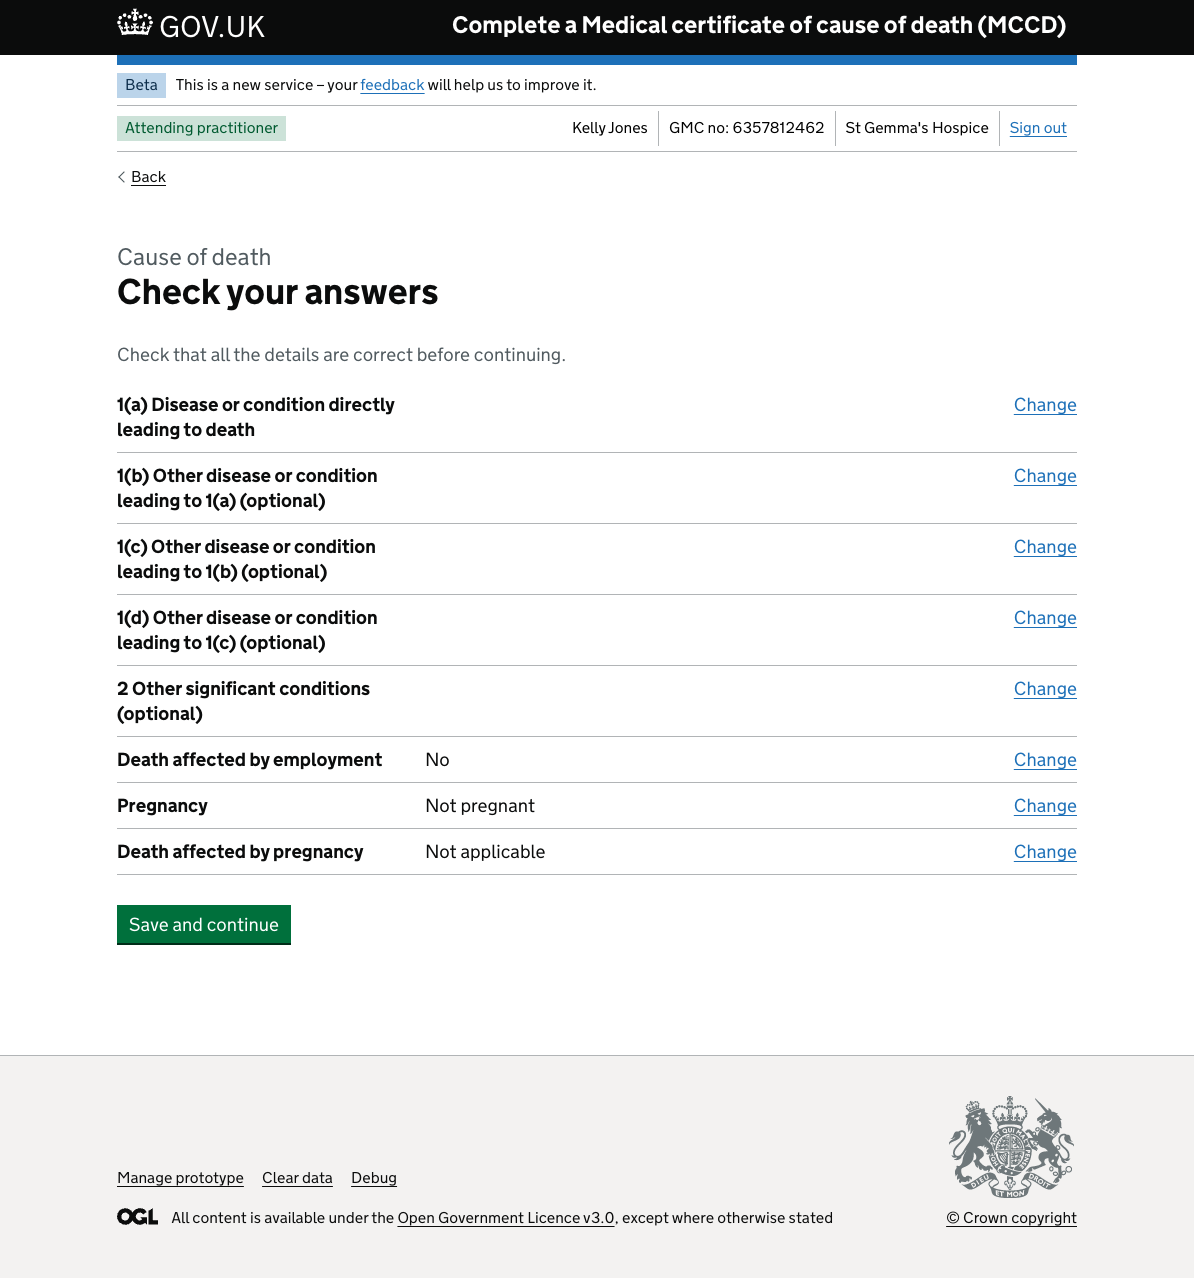 GOV.UK
Complete a Medical certificate of cause of death (MCCD)
Beta This is a new service – your feedback will help us to improve it.
Attending practitioner Kelly Jones GMC no: 6357812462 St Gemma's Hospice Sign out
Back
Cause of death
Check your answers
Check that all the details are correct before continuing.
1(a) Disease or condition directly Change
leading to death
1(b) Other disease or condition Change
leading to 1(a) (optional)
1(c) Other disease or condition Change
leading to 1(b) (optional)
1(d) Other disease or condition Change
leading to 1(c) (optional)
2 Other significant conditions Change
(optional)
Death affected by employment No Change
Pregnancy Not pregnant Change
Death affected by pregnancy Not applicable Change
Save and continue
Manage prototype Clear data Debug
OGL All content is available under the Open Government Licence v3.0, except where otherwise stated
DIEU ET MON DROIT
© Crown copyright